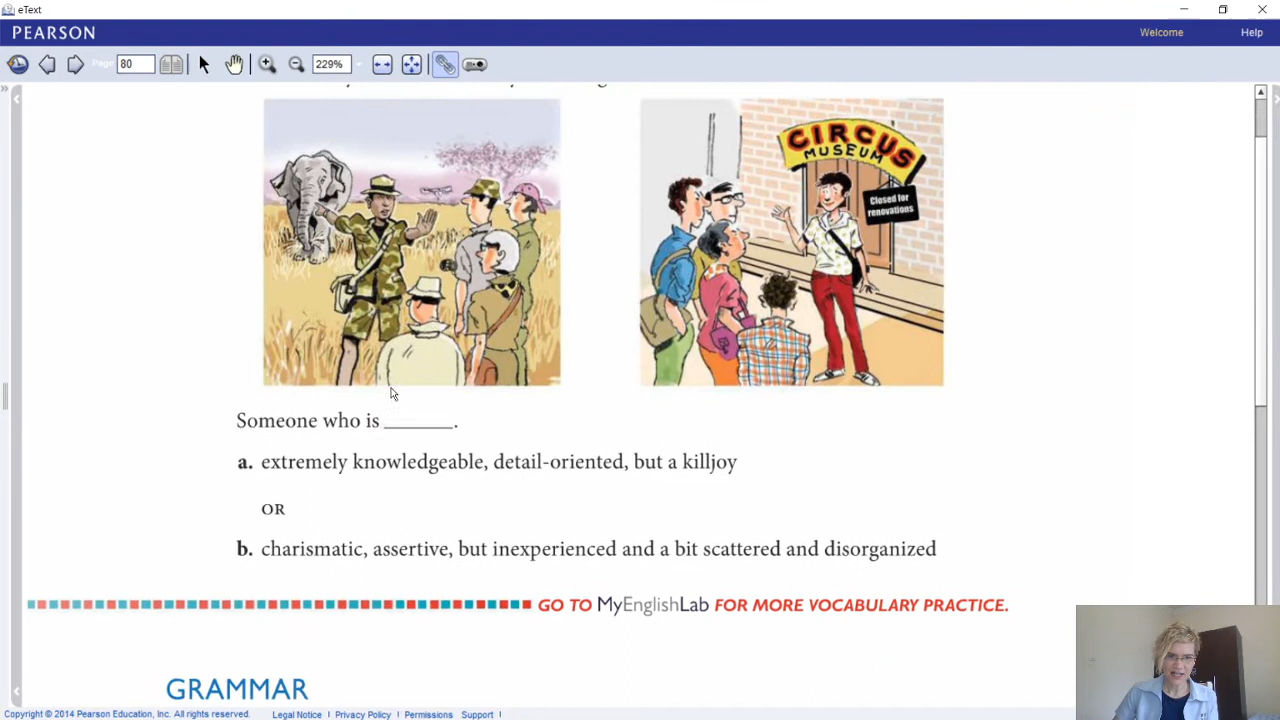 eText
PEARSON
Welcome
Help
Page
80
229%
CIRCUS
MUSEUM
Closed for
renovations
Someone who is ______.
a. extremely knowledgeable, detail-oriented, but a killjoy
OR
b. charismatic, assertive, but inexperienced and a bit scattered and disorganized
GO TO MyEnglishLab FOR MORE VOCABULARY PRACTICE.
GRAMMAR
Copyright © 2014 Pearson Education, Inc. All rights reserved. Legal Notice | Privacy Policy | Permissions Support |